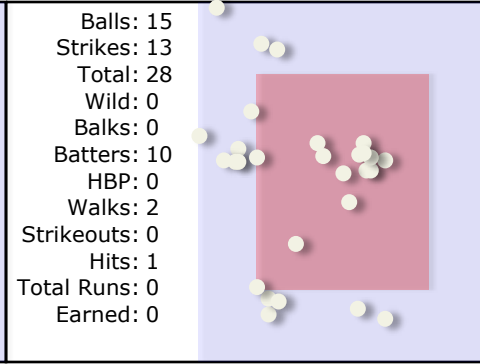 Balls: 15
Strikes: 13
Total: 28
Wild: 0
Balks: 0
Batters: 10
HBP: 0
Walks: 2
Strikeouts: 0
Hits: 1
Total Runs: 0
Earned: 0